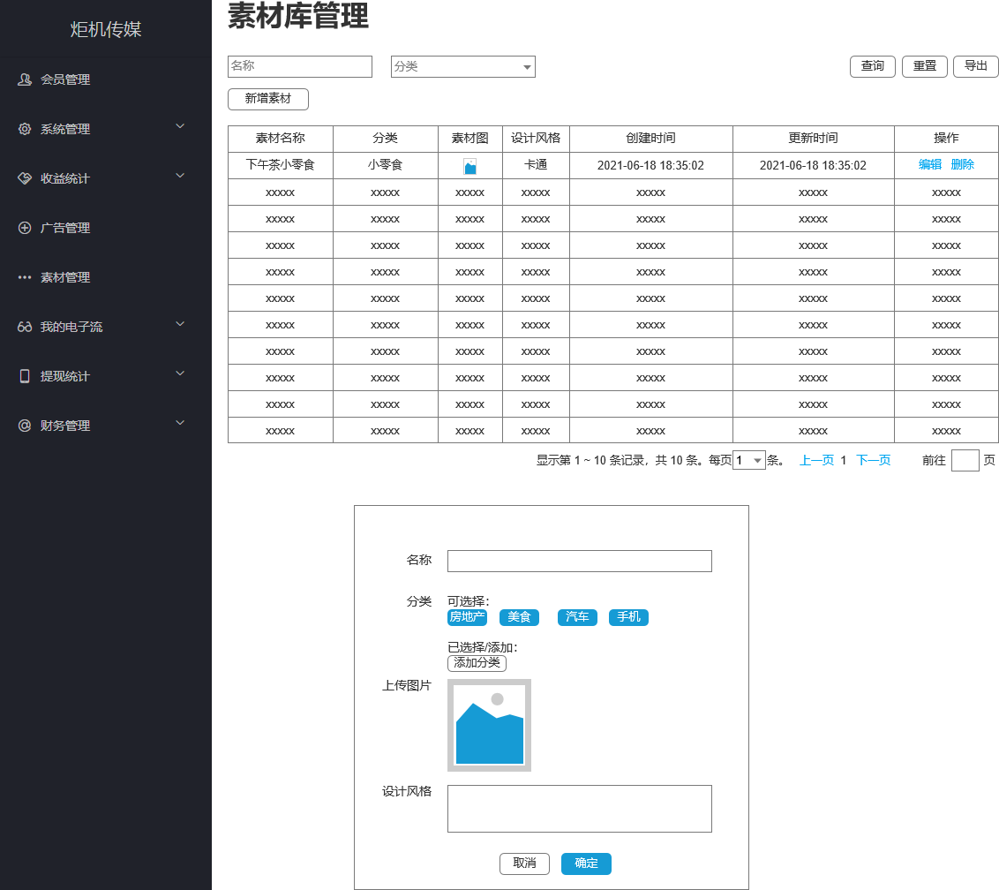 炬机传媒
会员管理
系统管理
收益统计
广告管理
素材管理
我的电子流
提现统计
财务管理
素材库管理
名称 分类 查询 重置 导出
新增素材
素材名称 分类 素材图 设计风格 创建时间 更新时间 操作
下午茶小零食 小零食 卡通 2021-06-18 18:35:02 2021-06-18 18:35:02 编辑 删除
xxxxx xxxxx xxxxx xxxxx xxxxx xxxxx xxxxx
xxxxx xxxxx xxxxx xxxxx xxxxx xxxxx xxxxx
xxxxx xxxxx xxxxx xxxxx xxxxx xxxxx xxxxx
xxxxx xxxxx xxxxx xxxxx xxxxx xxxxx xxxxx
xxxxx xxxxx xxxxx xxxxx xxxxx xxxxx xxxxx
xxxxx xxxxx xxxxx xxxxx xxxxx xxxxx xxxxx
xxxxx xxxxx xxxxx xxxxx xxxxx xxxxx xxxxx
xxxxx xxxxx xxxxx xxxxx xxxxx xxxxx xxxxx
xxxxx xxxxx xxxxx xxxxx xxxxx xxxxx xxxxx
xxxxx xxxxx xxxxx xxxxx xxxxx xxxxx xxxxx
显示第 1 ~ 10 条记录，共 10 条。每页 1 条。 上一页 1 下一页 前往 页
名称
分类 可选择：
房地产 美食 汽车 手机
已选择/添加：
添加分类
上传图片
设计风格
取消 确定